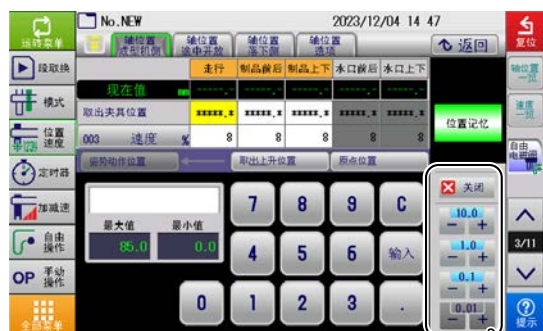 No.NEW
2023/12/04 14 47
运转菜单
轴位置
成型机侧
轴位置
途中开放
轴位置
落下侧
轴位置
选项
返回
复位
段取换
走行
制品前后
制品上下
水口前后
水口上下
轴位置
一览
现在值 mm
模式
取出夹具位置
*****.*
*****.*
*****.*
*****.*
*****.*
位置记忆
速度
一览
位置
速度
003 速度 %
8
8
8
8
8
自由
电磁阀
姿势动作位置
取出上升位置
原点位置
定时器
关闭
加减速
最大值
最小值
7
8
9
C
10.0
- +
85.0
0.0
1.0
- +
3/11
自由
操作
4
5
6
输入
0.1
- +
OP
手动
操作
0.01
- +
0
1
2
3
.
全部菜单
提示